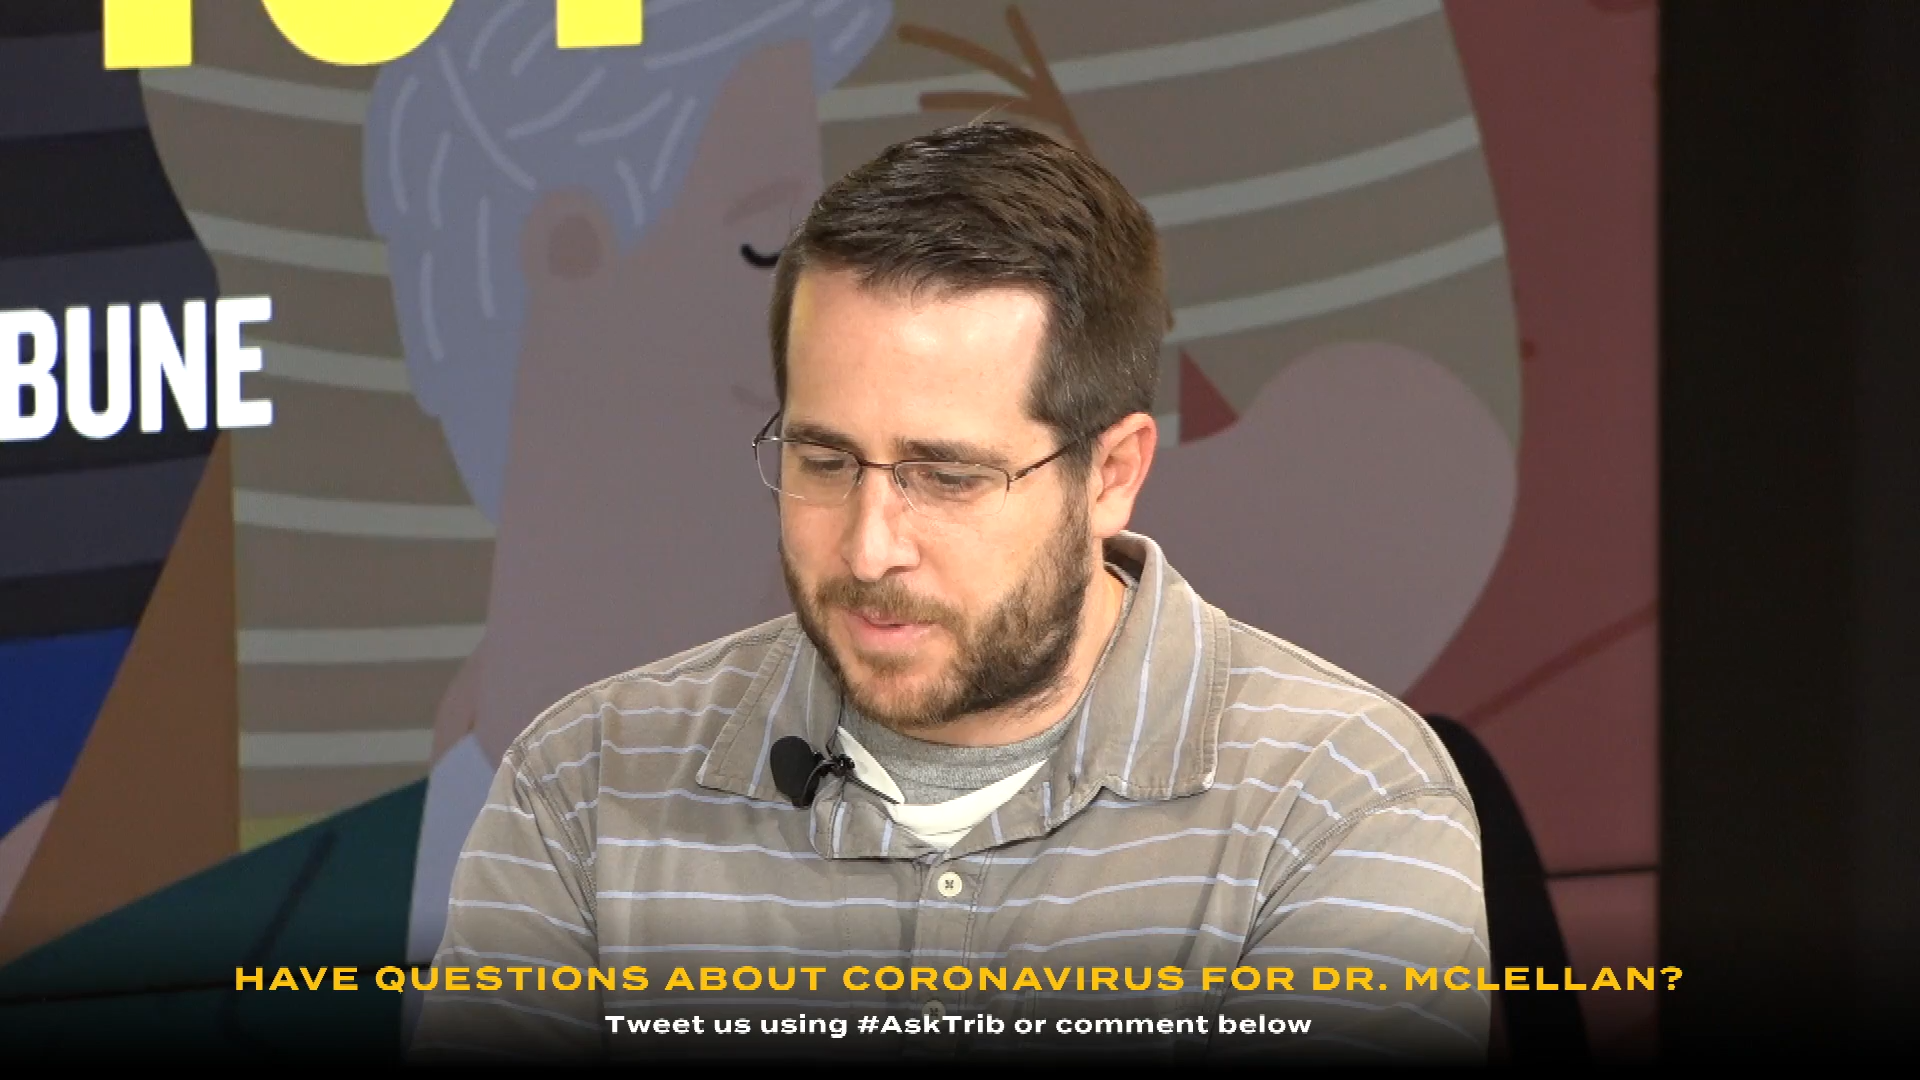 BUNE
HAVE QUESTIONS ABOUT CORONAVIRUS FOR DR. MCLELLAN?
Tweet us using #AskTrib or comment below